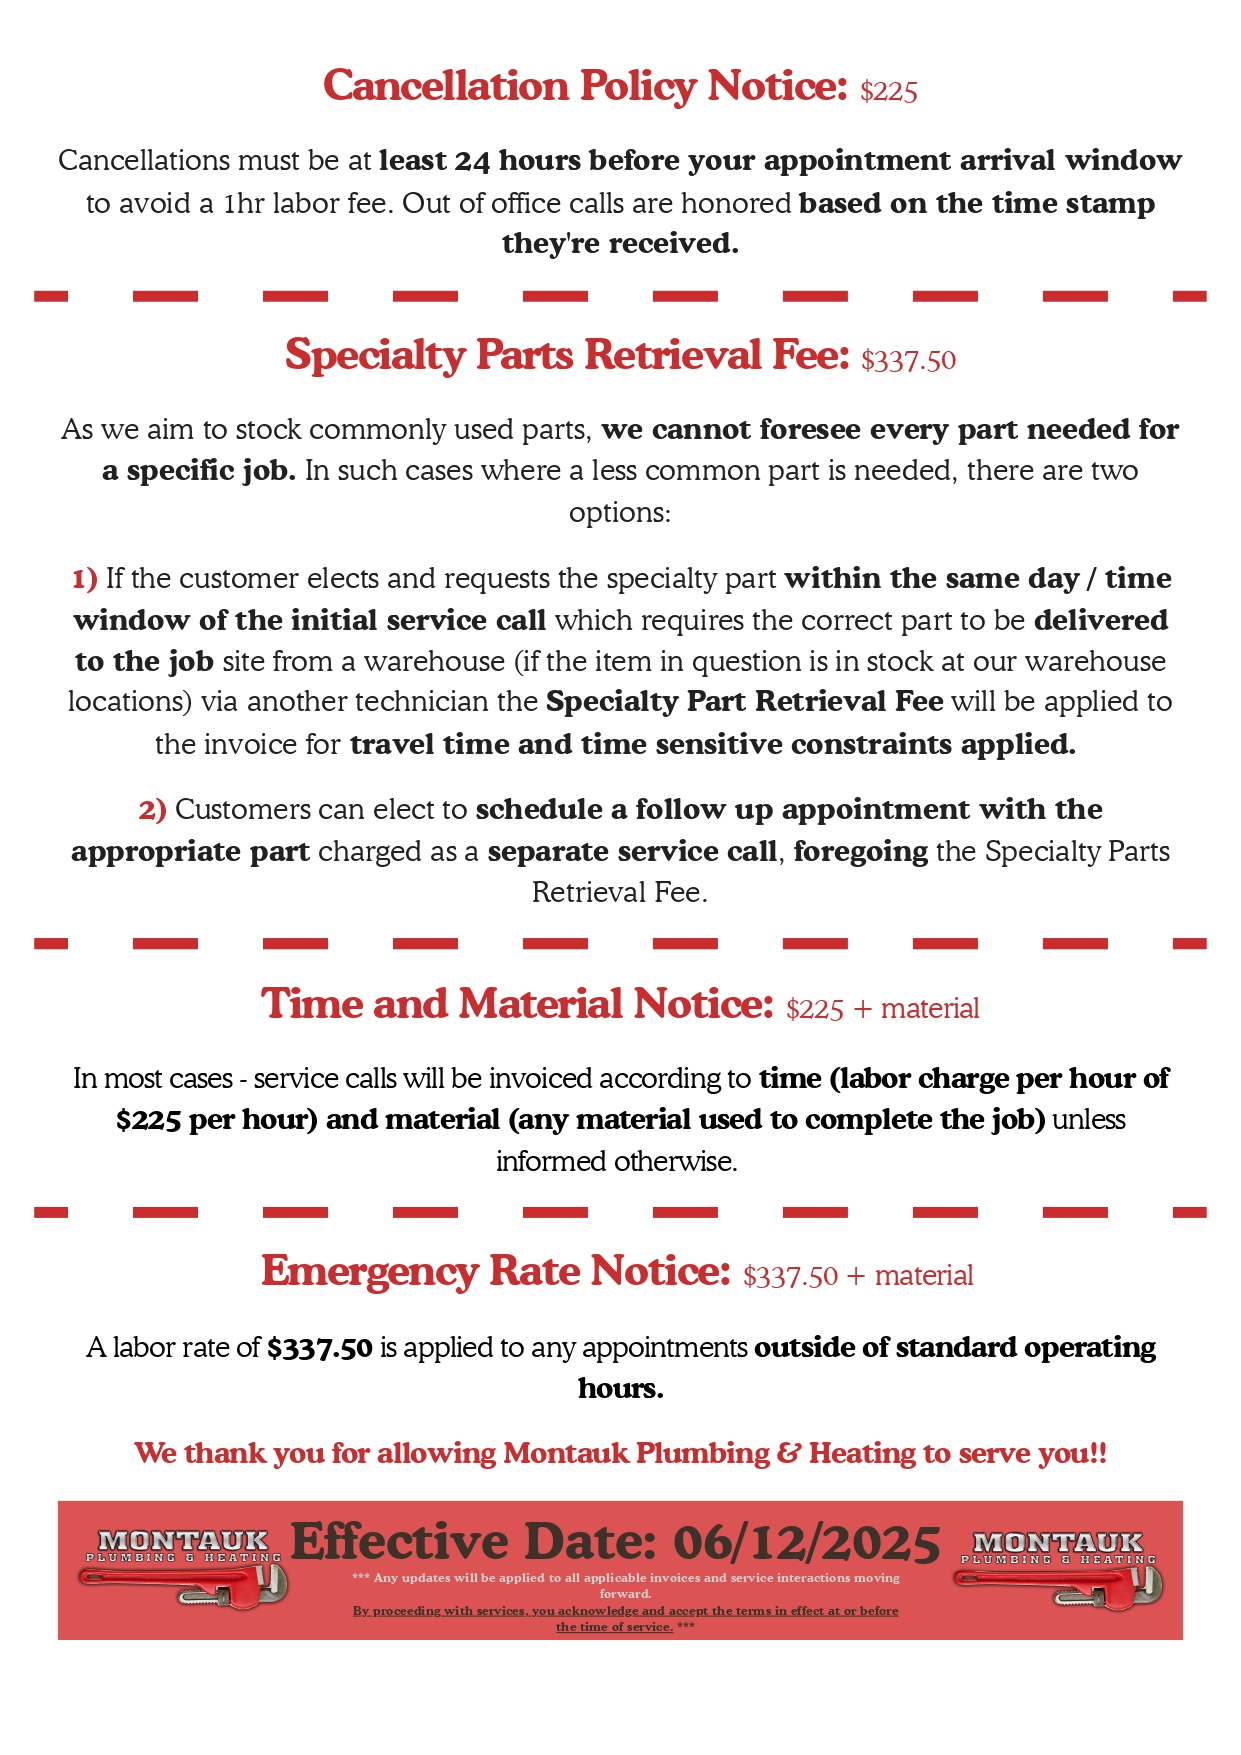 Cancellation Policy Notice: $225
Cancellations must be at least 24 hours before your appointment arrival window
to avoid a 1hr labor fee. Out of office calls are honored based on the time stamp
they're received.
Specialty Parts Retrieval Fee: $337.50
As we aim to stock commonly used parts, we cannot foresee every part needed for
a specific job. In such cases where a less common part is needed, there are two
options:
1) If the customer elects and requests the specialty part within the same day / time
window of the initial service call which requires the correct part to be delivered
to the job site from a warehouse (if the item in question is in stock at our warehouse
locations) via another technician the Specialty Part Retrieval Fee will be applied to
the invoice for travel time and time sensitive constraints applied.
2) Customers can elect to schedule a follow up appointment with the
appropriate part charged as a separate service call, foregoing the Specialty Parts
Retrieval Fee.
Time and Material Notice: $225 + material
In most cases - service calls will be invoiced according to time (labor charge per hour of
$225 per hour) and material (any material used to complete the job) unless
informed otherwise.
Emergency Rate Notice: $337.50 + material
A labor rate of $337.50 is applied to any appointments outside of standard operating
hours.
We thank you for allowing Montauk Plumbing & Heating to serve you!!
MONTAUK
PLUMBING & HEATING
Effective Date: 06/12/2025
*** Any updates will be applied to all applicable invoices and service interactions moving
forward.
By proceeding with services, you acknowledge and accept the terms in effect at or before
the time of service. ***
MONTAUK
PLUMBING & HEATING